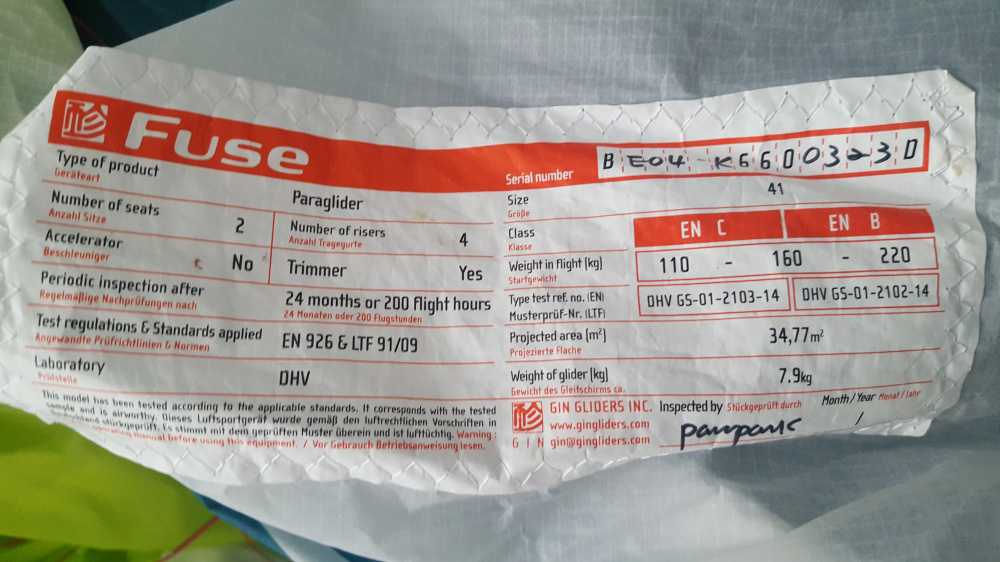 Fuse
Serial number B E04 - K66003-3D
Type of product Paraglider
Geräteart
Number of seats 2
Anzahl Sitze
Number of risers 4
Anzahl Tragegurte
Accelerator No
Beschleuniger
Trimmer Yes
Periodic inspection after 24 months or 200 flight hours
Regelmäßige Nachprüfungen nach 24 Monaten oder 200 Flugstunden
Test regulations & Standards applied EN 926 & LTF 91/09
Angewandte Prüfrichtlinien & Normen
Laboratory DHV
Prüfstelle
This model has been tested according to the applicable standards. It corresponds with the tested
sample and is airworthy. Dieses Luftsportgerät wurde gemäß den luftrechtlichen Vorschriften in
stückgeprüft. Es stimmt mit dem geprüften Muster überein und ist lufttüchtig. Warning:
manual before using this equipment. / Vor Gebrauch Betriebsanweisung lesen.
Size 41
Größe
Class EN C EN B
Klasse
Weight in flight (kg) 110 - 160 - 220
Startgewicht
Type test ref. no. (EN) DHV GS-01-2103-14 DHV GS-01-2102-14
Musterprüf-Nr. (LTF)
Projected area (m²) 34,77m²
Projezierte Fläche
Weight of glider (kg) 7.9kg
Gewicht des Gleitschirms ca.
GIN
GIN GLIDERS INC.
www.gingliders.com
gin@gingliders.com
Inspected by Stückgeprüft durch
Month/Year Monat/Jahr
/